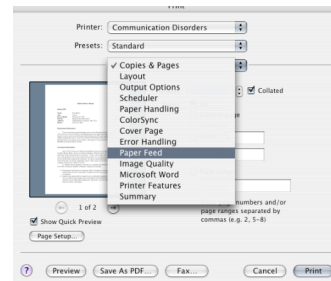 Print
Printer: Communication Disorders
Presets: Standard
✓ Copies & Pages
Layout
Output Options
Scheduler
Paper Handling
ColorSync
Cover Page
Error Handling
Paper Feed
Image Quality
Microsoft Word
Printer Features
Summary
Collated
1 of 2
Show Quick Preview
Page Setup...
numbers and/or
page ranges separated by
commas (e.g. 2, 5-8)
? Preview Save As PDF... Fax... Cancel Print